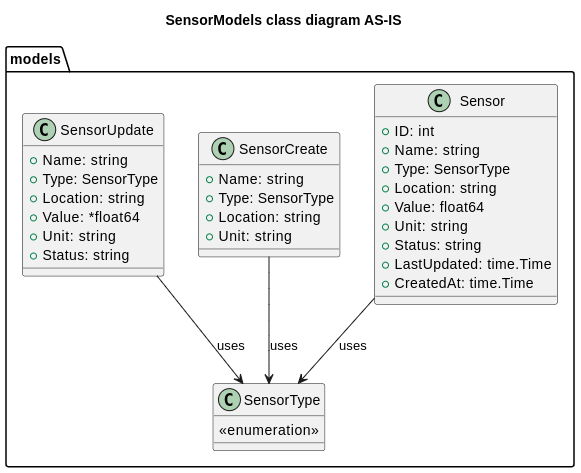 SensorModels class diagram AS-IS
models
C SensorUpdate
Name: string
Type: SensorType
Location: string
Value: *float64
Unit: string
Status: string
C SensorCreate
Name: string
Type: SensorType
Location: string
Unit: string
C Sensor
ID: int
Name: string
Type: SensorType
Location: string
Value: float64
Unit: string
Status: string
LastUpdated: time.Time
CreatedAt: time.Time
uses
uses
uses
C SensorType
«enumeration»